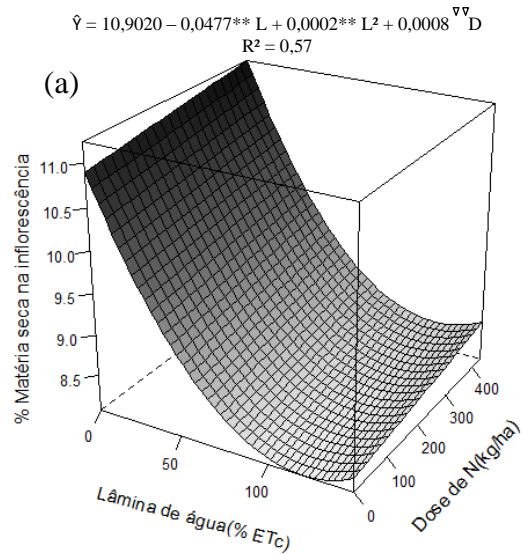 Ŷ = 10,9020 – 0,0477** L + 0,0002** L² + 0,0008 ∇∇D
R² = 0,57
(a)
% Matéria seca na inflorescência
11.0
10.5
10.0
9.5
9.0
8.5
0
50
100
Lâmina de água(% ETc)
0
100
200
300
400
Dose de N(kg/ha)